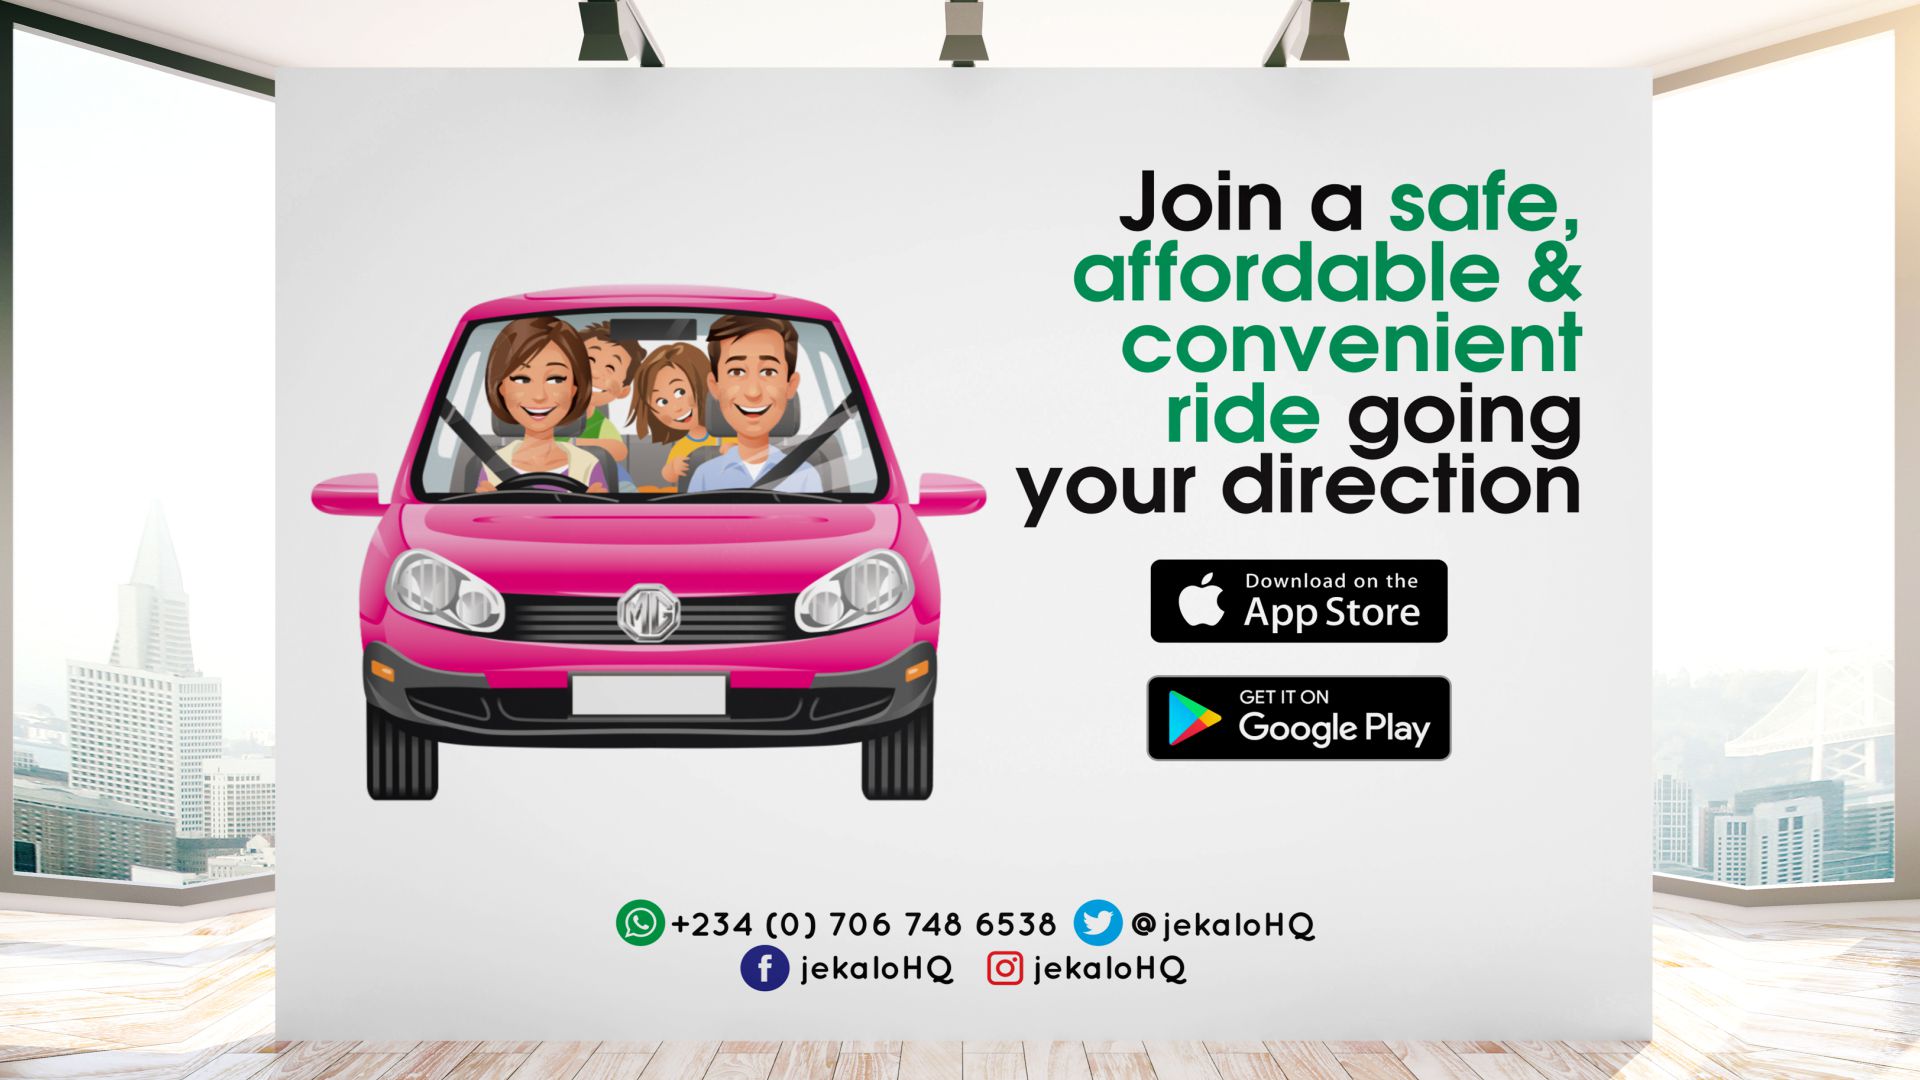 Join a safe,
affordable &
convenient
ride going
your direction
MG
Download on the
App Store
GET IT ON
Google Play
+234 (0) 706 748 6538 @jekaloHQ
jekaloHQ jekaloHQ